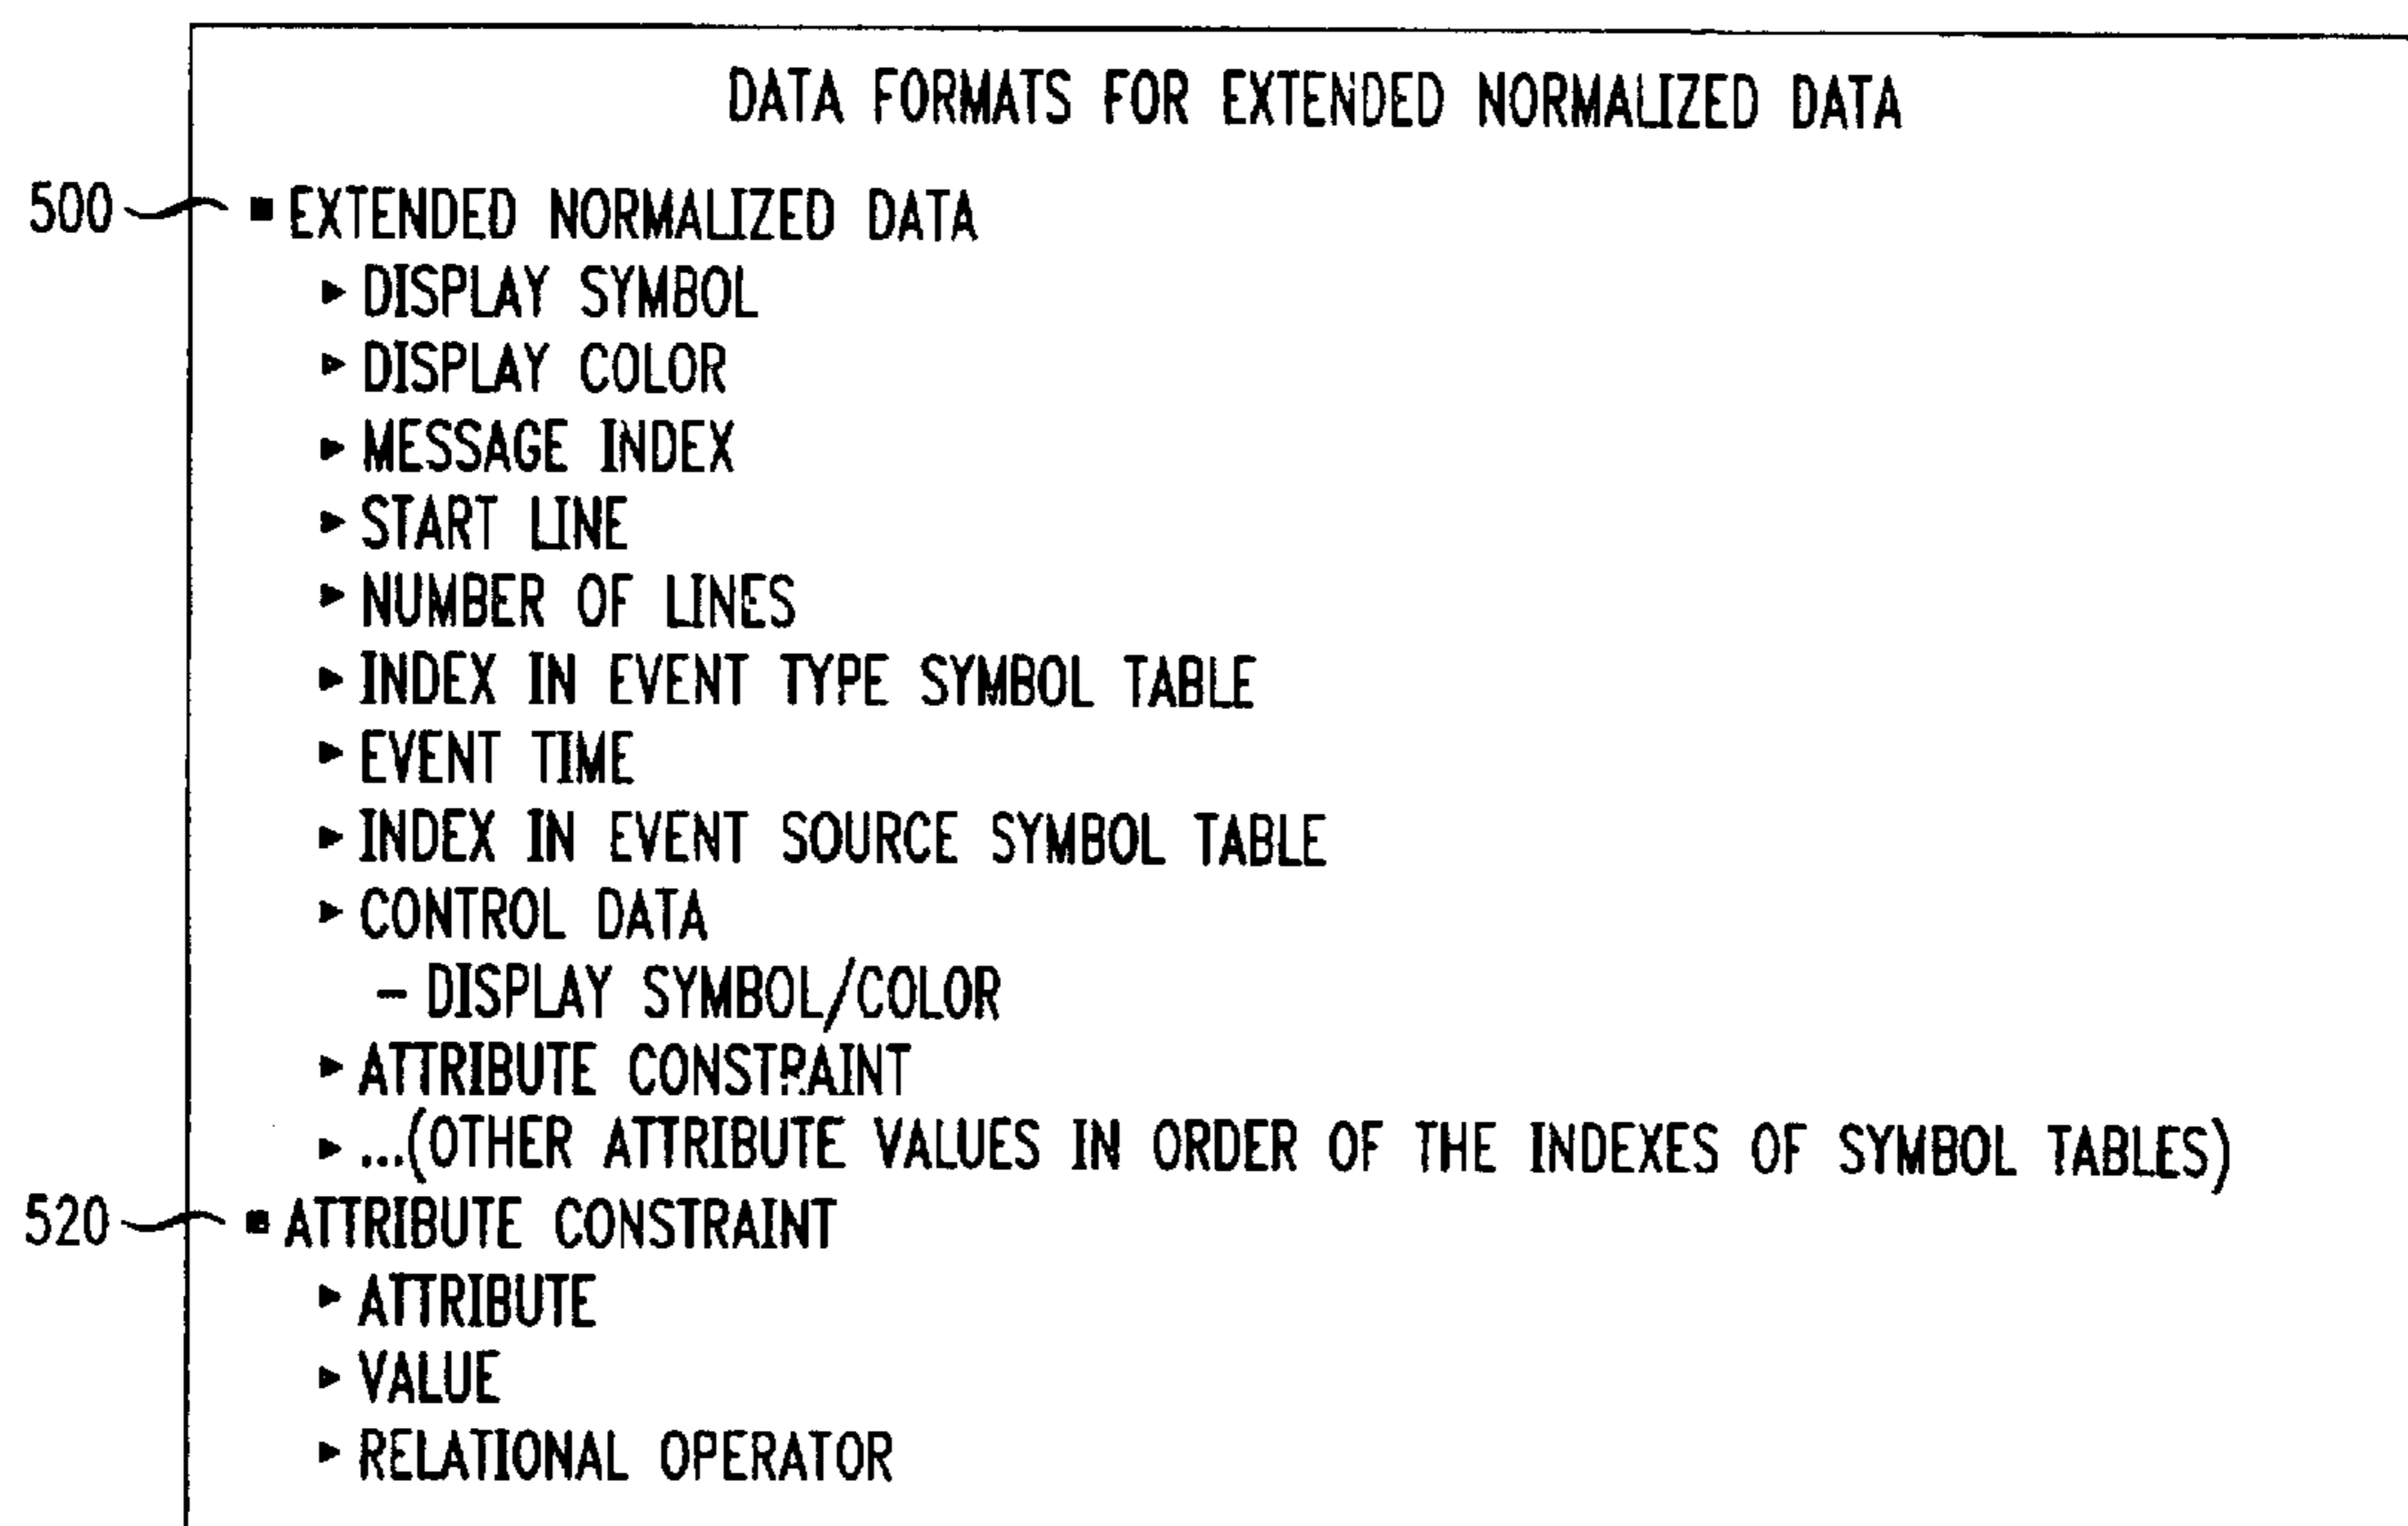 DATA FORMATS FOR EXTENDED NORMALIZED DATA
500 ■ EXTENDED NORMALIZED DATA
► DISPLAY SYMBOL
► DISPLAY COLOR
► MESSAGE INDEX
► START LINE
► NUMBER OF LINES
► INDEX IN EVENT TYPE SYMBOL TABLE
► EVENT TIME
► INDEX IN EVENT SOURCE SYMBOL TABLE
► CONTROL DATA
– DISPLAY SYMBOL/COLOR
► ATTRIBUTE CONSTRAINT
► ...(OTHER ATTRIBUTE VALUES IN ORDER OF THE INDEXES OF SYMBOL TABLES)
520 ■ ATTRIBUTE CONSTRAINT
► ATTRIBUTE
► VALUE
► RELATIONAL OPERATOR